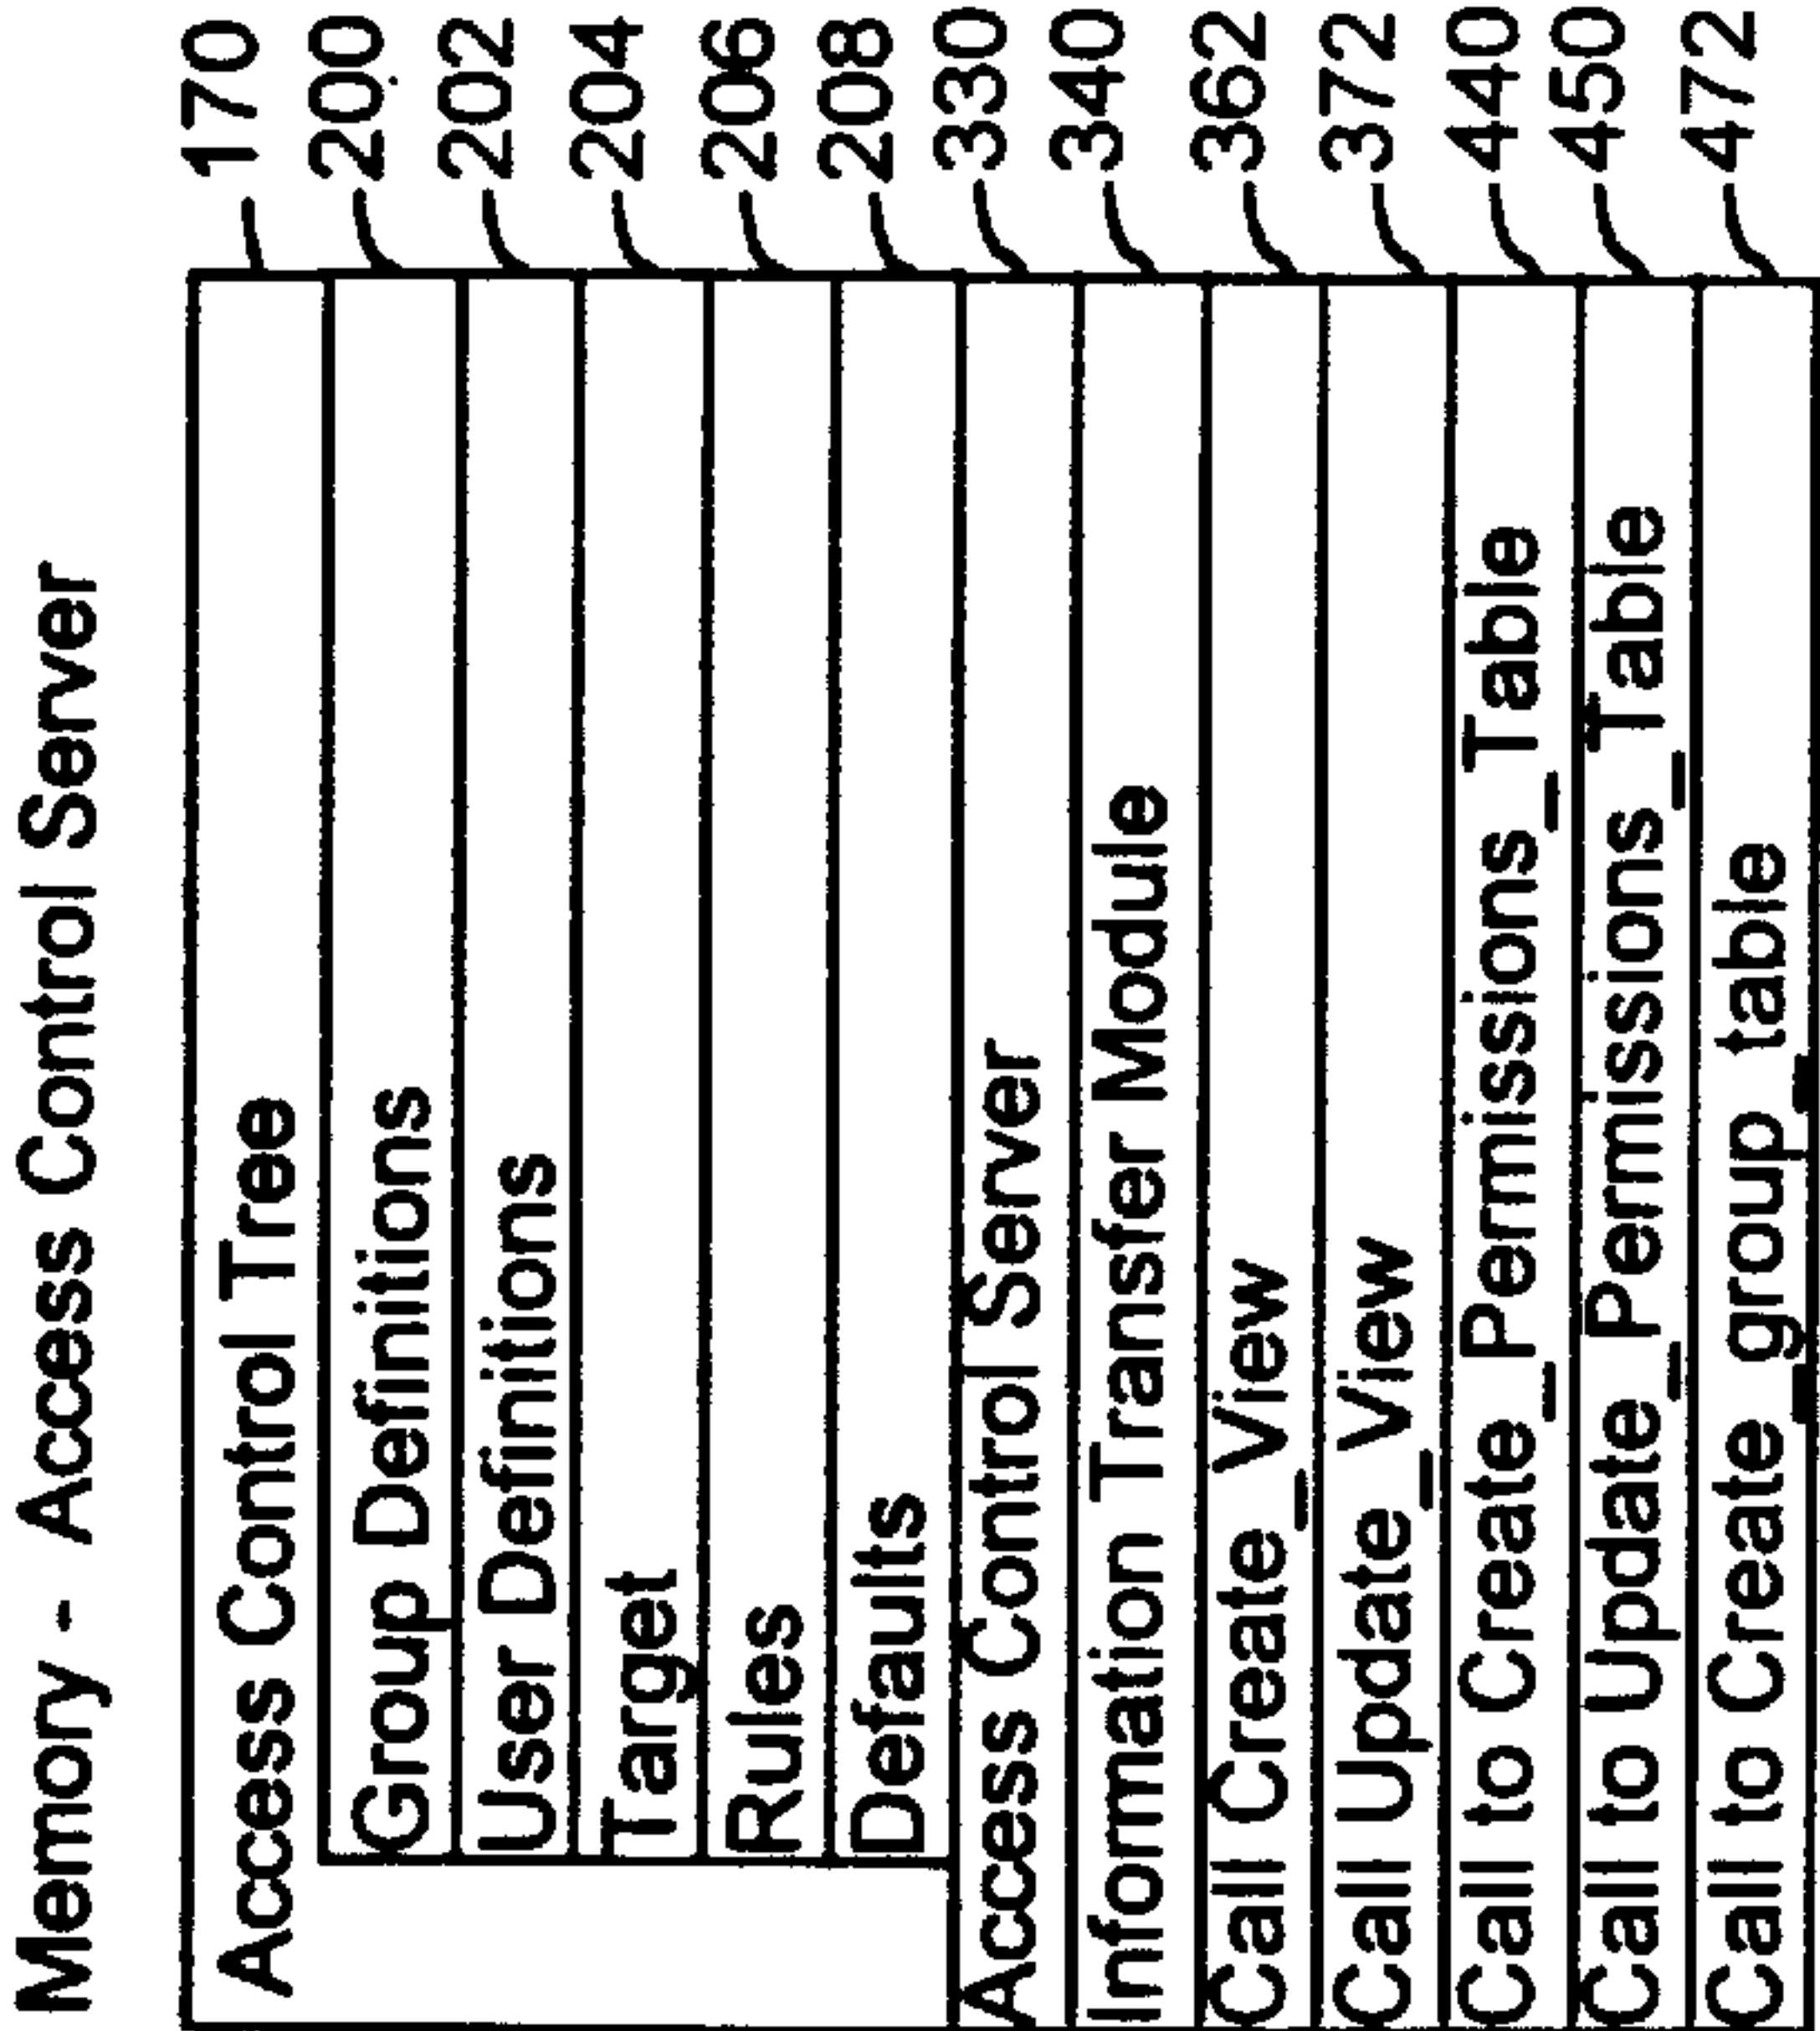 Memory - Access Control Server
Access Control Tree 170
Group Definitions 200
User Definitions 202
Target 204
Rules 206
Defaults 208
Access Control Server 330
Information Transfer Module 340
Call Create_View 362
Call Update_View 372
Call to Create_Permissions_Table 440
Call to Update_Permissions_Table 450
Call to Create_group_table 472